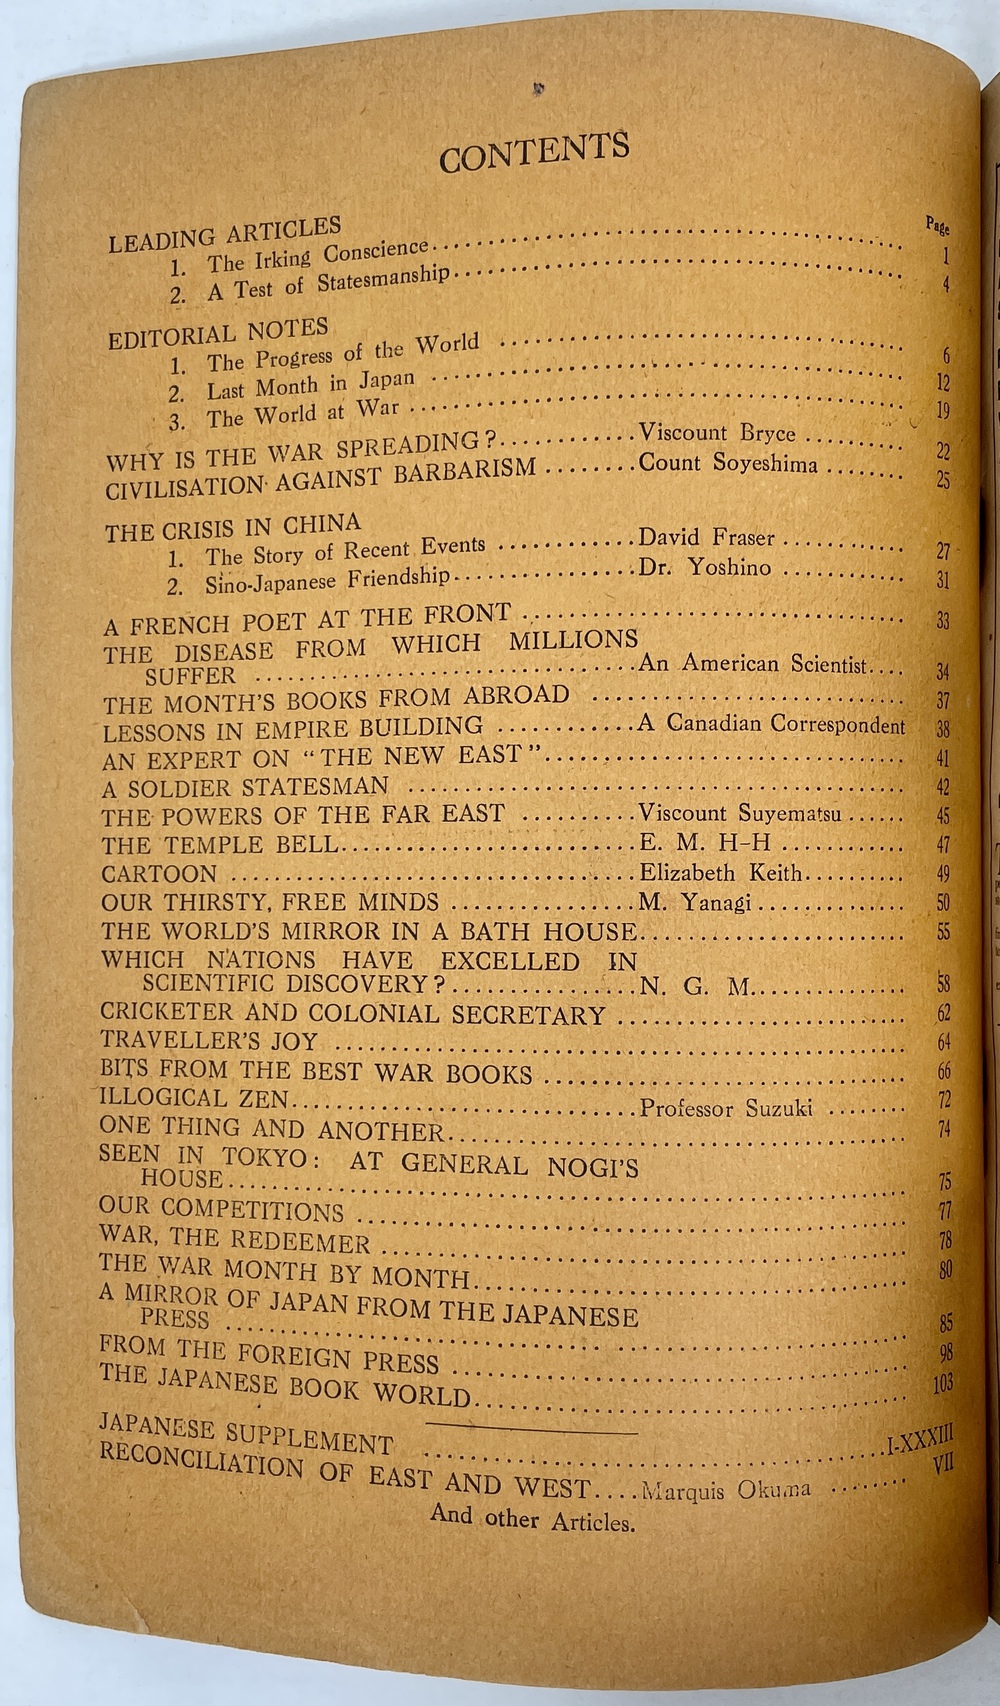 CONTENTS
Page
LEADING ARTICLES
1. The Irking Conscience 1
2. A Test of Statesmanship 4
EDITORIAL NOTES
1. The Progress of the World 6
2. Last Month in Japan 12
3. The World at War 19
WHY IS THE WAR SPREADING? Viscount Bryce 22
CIVILISATION AGAINST BARBARISM Count Soyeshima 25
THE CRISIS IN CHINA
1. The Story of Recent Events David Fraser 27
2. Sino-Japanese Friendship Dr. Yoshino 31
A FRENCH POET AT THE FRONT 33
THE DISEASE FROM WHICH MILLIONS
SUFFER An American Scientist 34
THE MONTH'S BOOKS FROM ABROAD 37
LESSONS IN EMPIRE BUILDING A Canadian Correspondent 38
AN EXPERT ON "THE NEW EAST" 41
A SOLDIER STATESMAN 42
THE POWERS OF THE FAR EAST Viscount Suyematsu 45
THE TEMPLE BELL E. M. H-H 47
CARTOON Elizabeth Keith 49
OUR THIRSTY, FREE MINDS M. Yanagi 50
THE WORLD'S MIRROR IN A BATH HOUSE 55
WHICH NATIONS HAVE EXCELLED IN
SCIENTIFIC DISCOVERY? N. G. M. 58
CRICKETER AND COLONIAL SECRETARY 62
TRAVELLER'S JOY 64
BITS FROM THE BEST WAR BOOKS 66
ILLOGICAL ZEN Professor Suzuki 72
ONE THING AND ANOTHER 74
SEEN IN TOKYO: AT GENERAL NOGI'S
HOUSE 75
OUR COMPETITIONS 77
WAR, THE REDEEMER 78
THE WAR MONTH BY MONTH 80
A MIRROR OF JAPAN FROM THE JAPANESE
PRESS 85
FROM THE FOREIGN PRESS 98
THE JAPANESE BOOK WORLD 103
JAPANESE SUPPLEMENT I-XXXIII
RECONCILIATION OF EAST AND WEST Marquis Okuma VII
And other Articles.